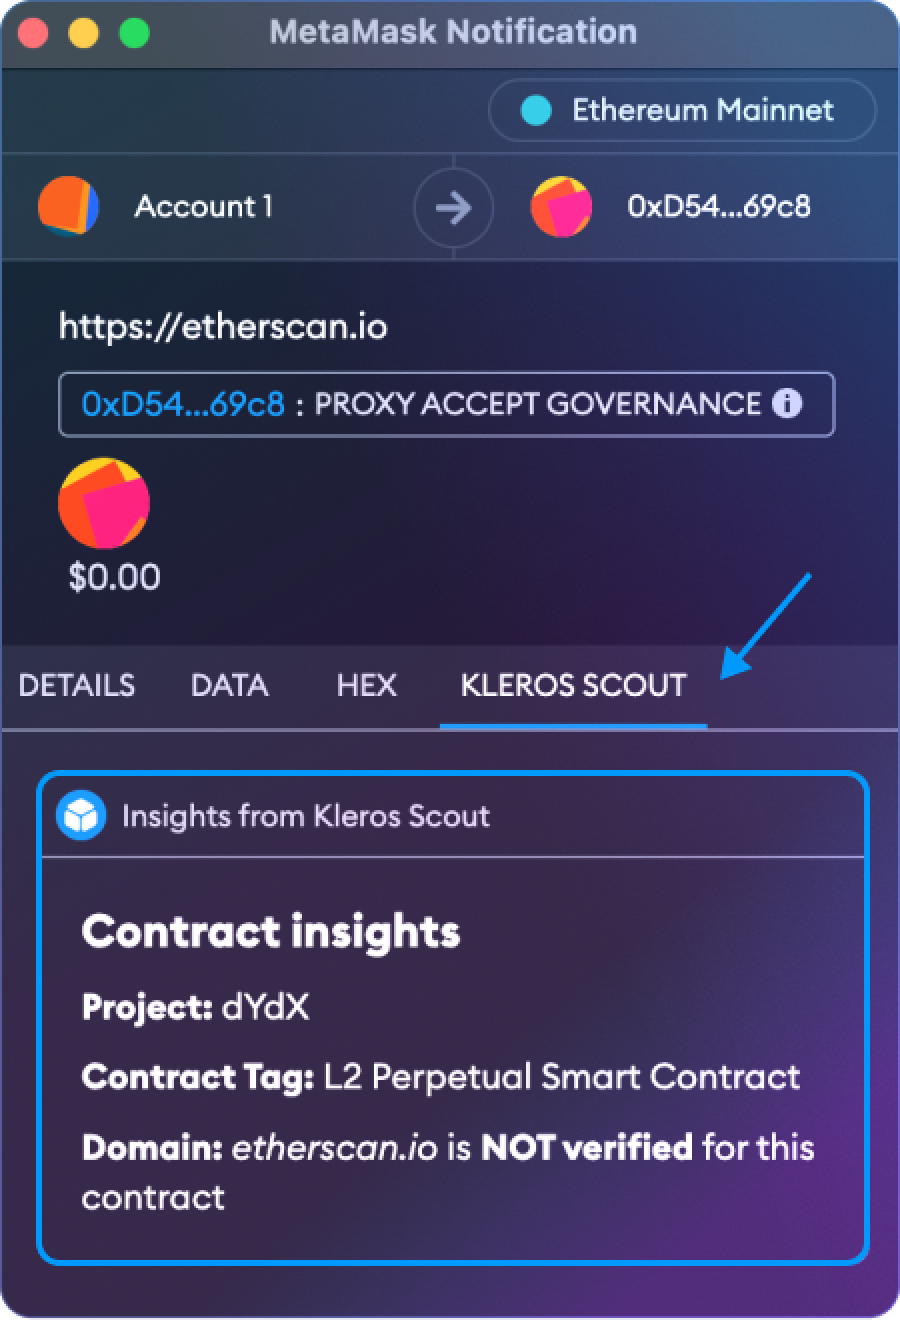 MetaMask Notification
Ethereum Mainnet
Account 1
0xD54...69c8
https://etherscan.io
0xD54...69c8 : PROXY ACCEPT GOVERNANCE
$0.00
DETAILS DATA HEX KLEROS SCOUT
Insights from Kleros Scout
Contract insights
Project: dYdX
Contract Tag: L2 Perpetual Smart Contract
Domain: etherscan.io is NOT verified for this
contract